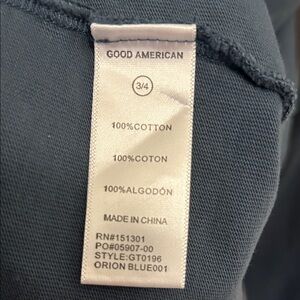 GOOD AMERICAN
3/4
100%COTTON
100%COTON
100%ALGODÓN
MADE IN CHINA
RN#151301
PO#05907-00
STYLE:GT0196
ORION BLUE001